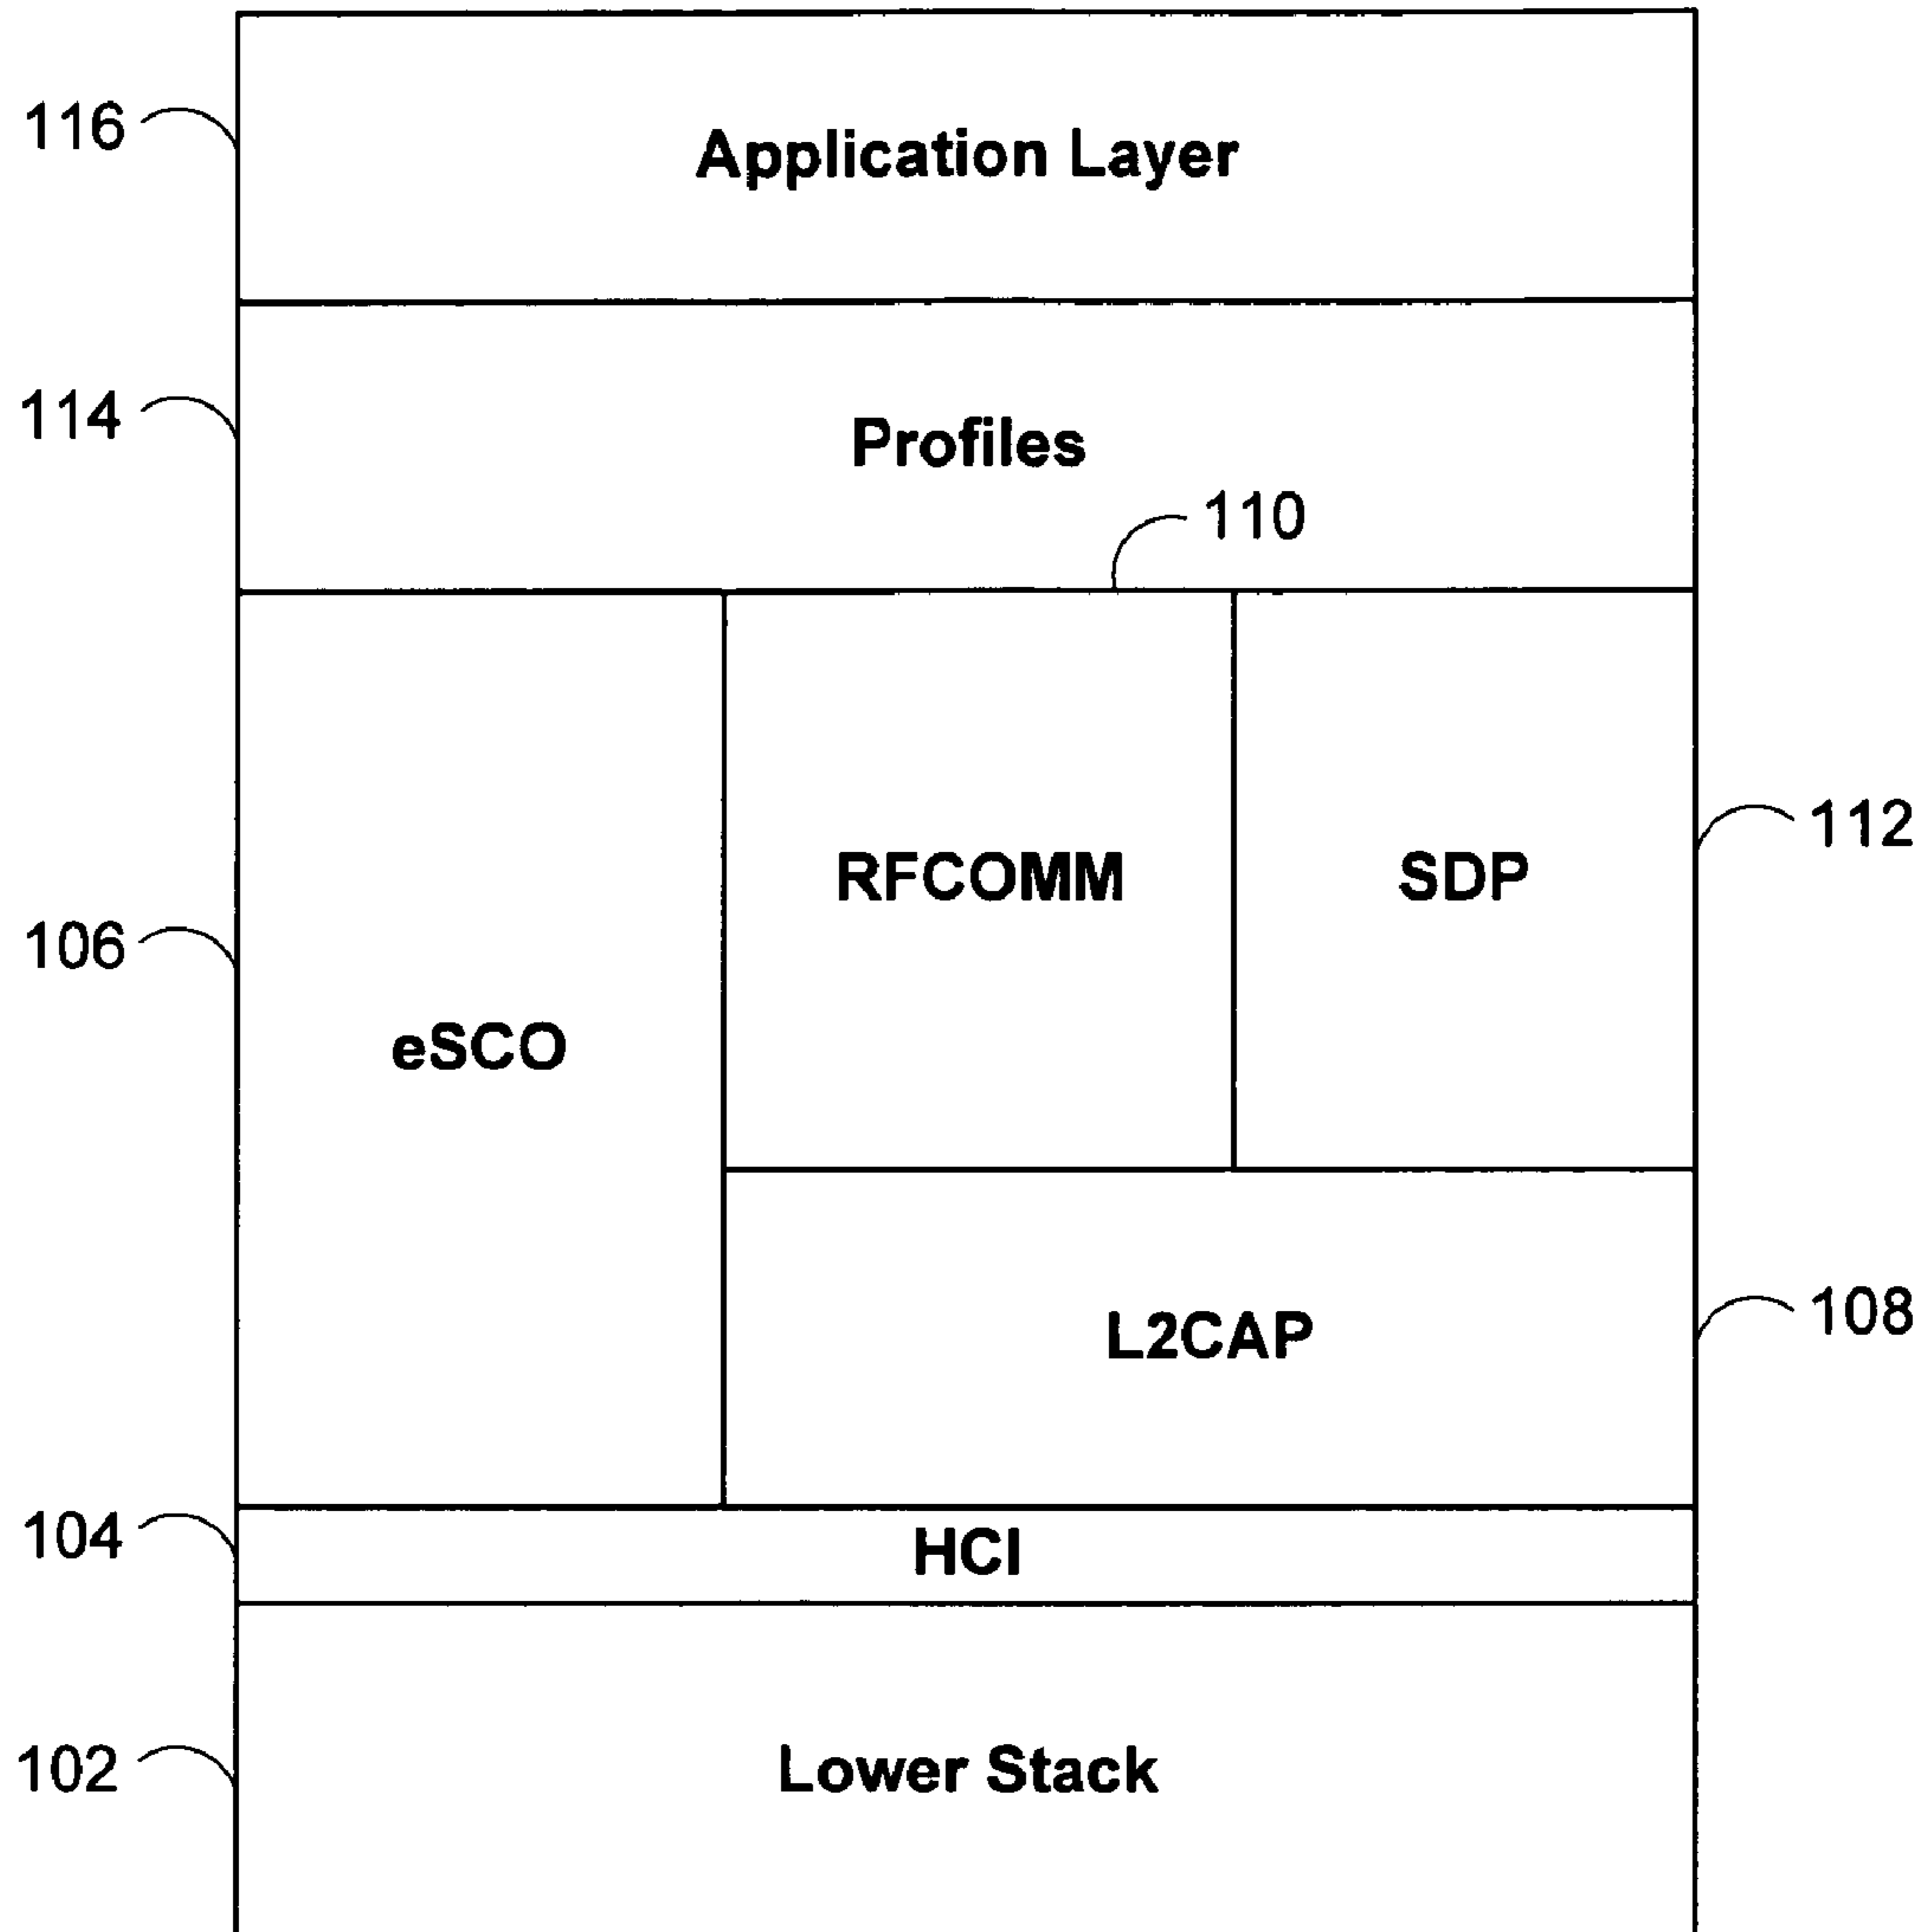 116
Application Layer
114
Profiles
110
RFCOMM
SDP
112
106
eSCO
L2CAP
108
104
HCI
102
Lower Stack